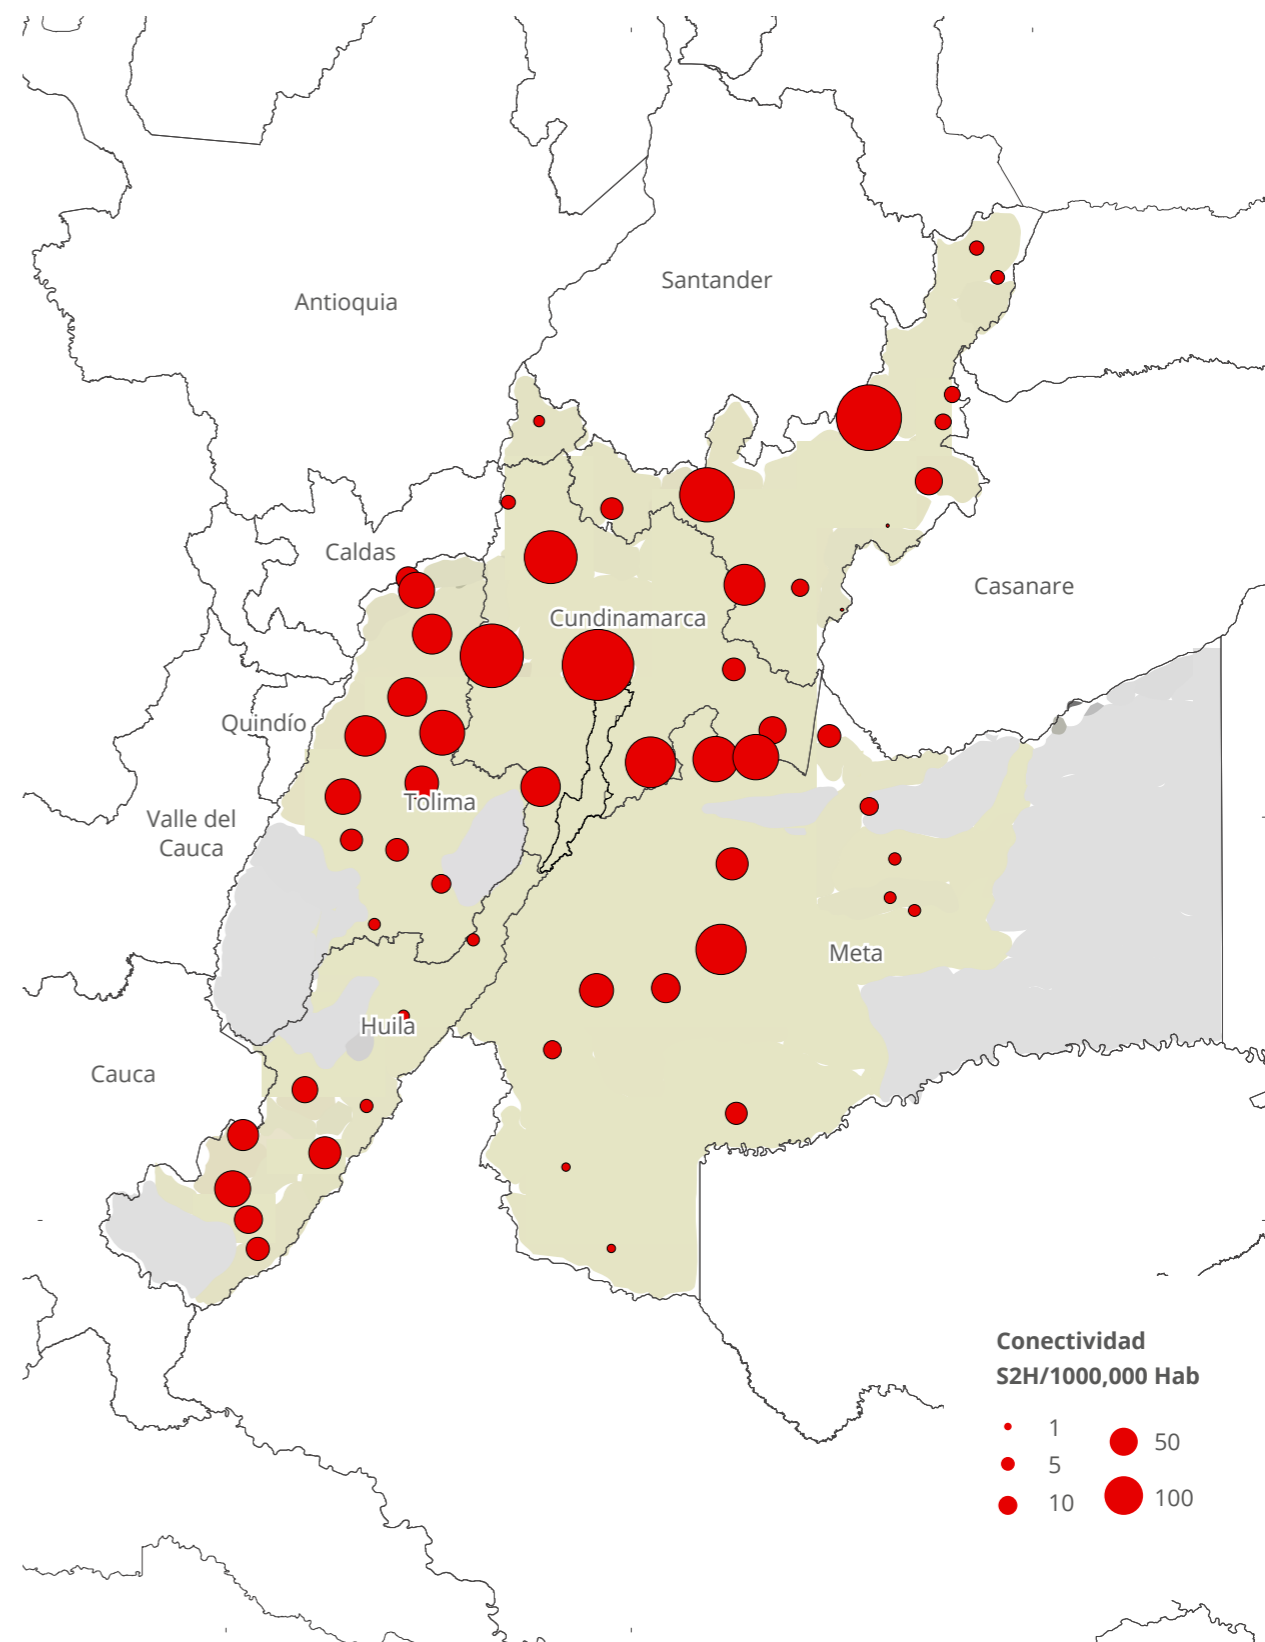 Santander
Antioquia
Caldas
Casanare
Cundinamarca
Quindío
Tolima
Valle del
Cauca
Meta
Huila
Cauca
Conectividad
S2H/1000,000 Hab
1
50
5
10
100